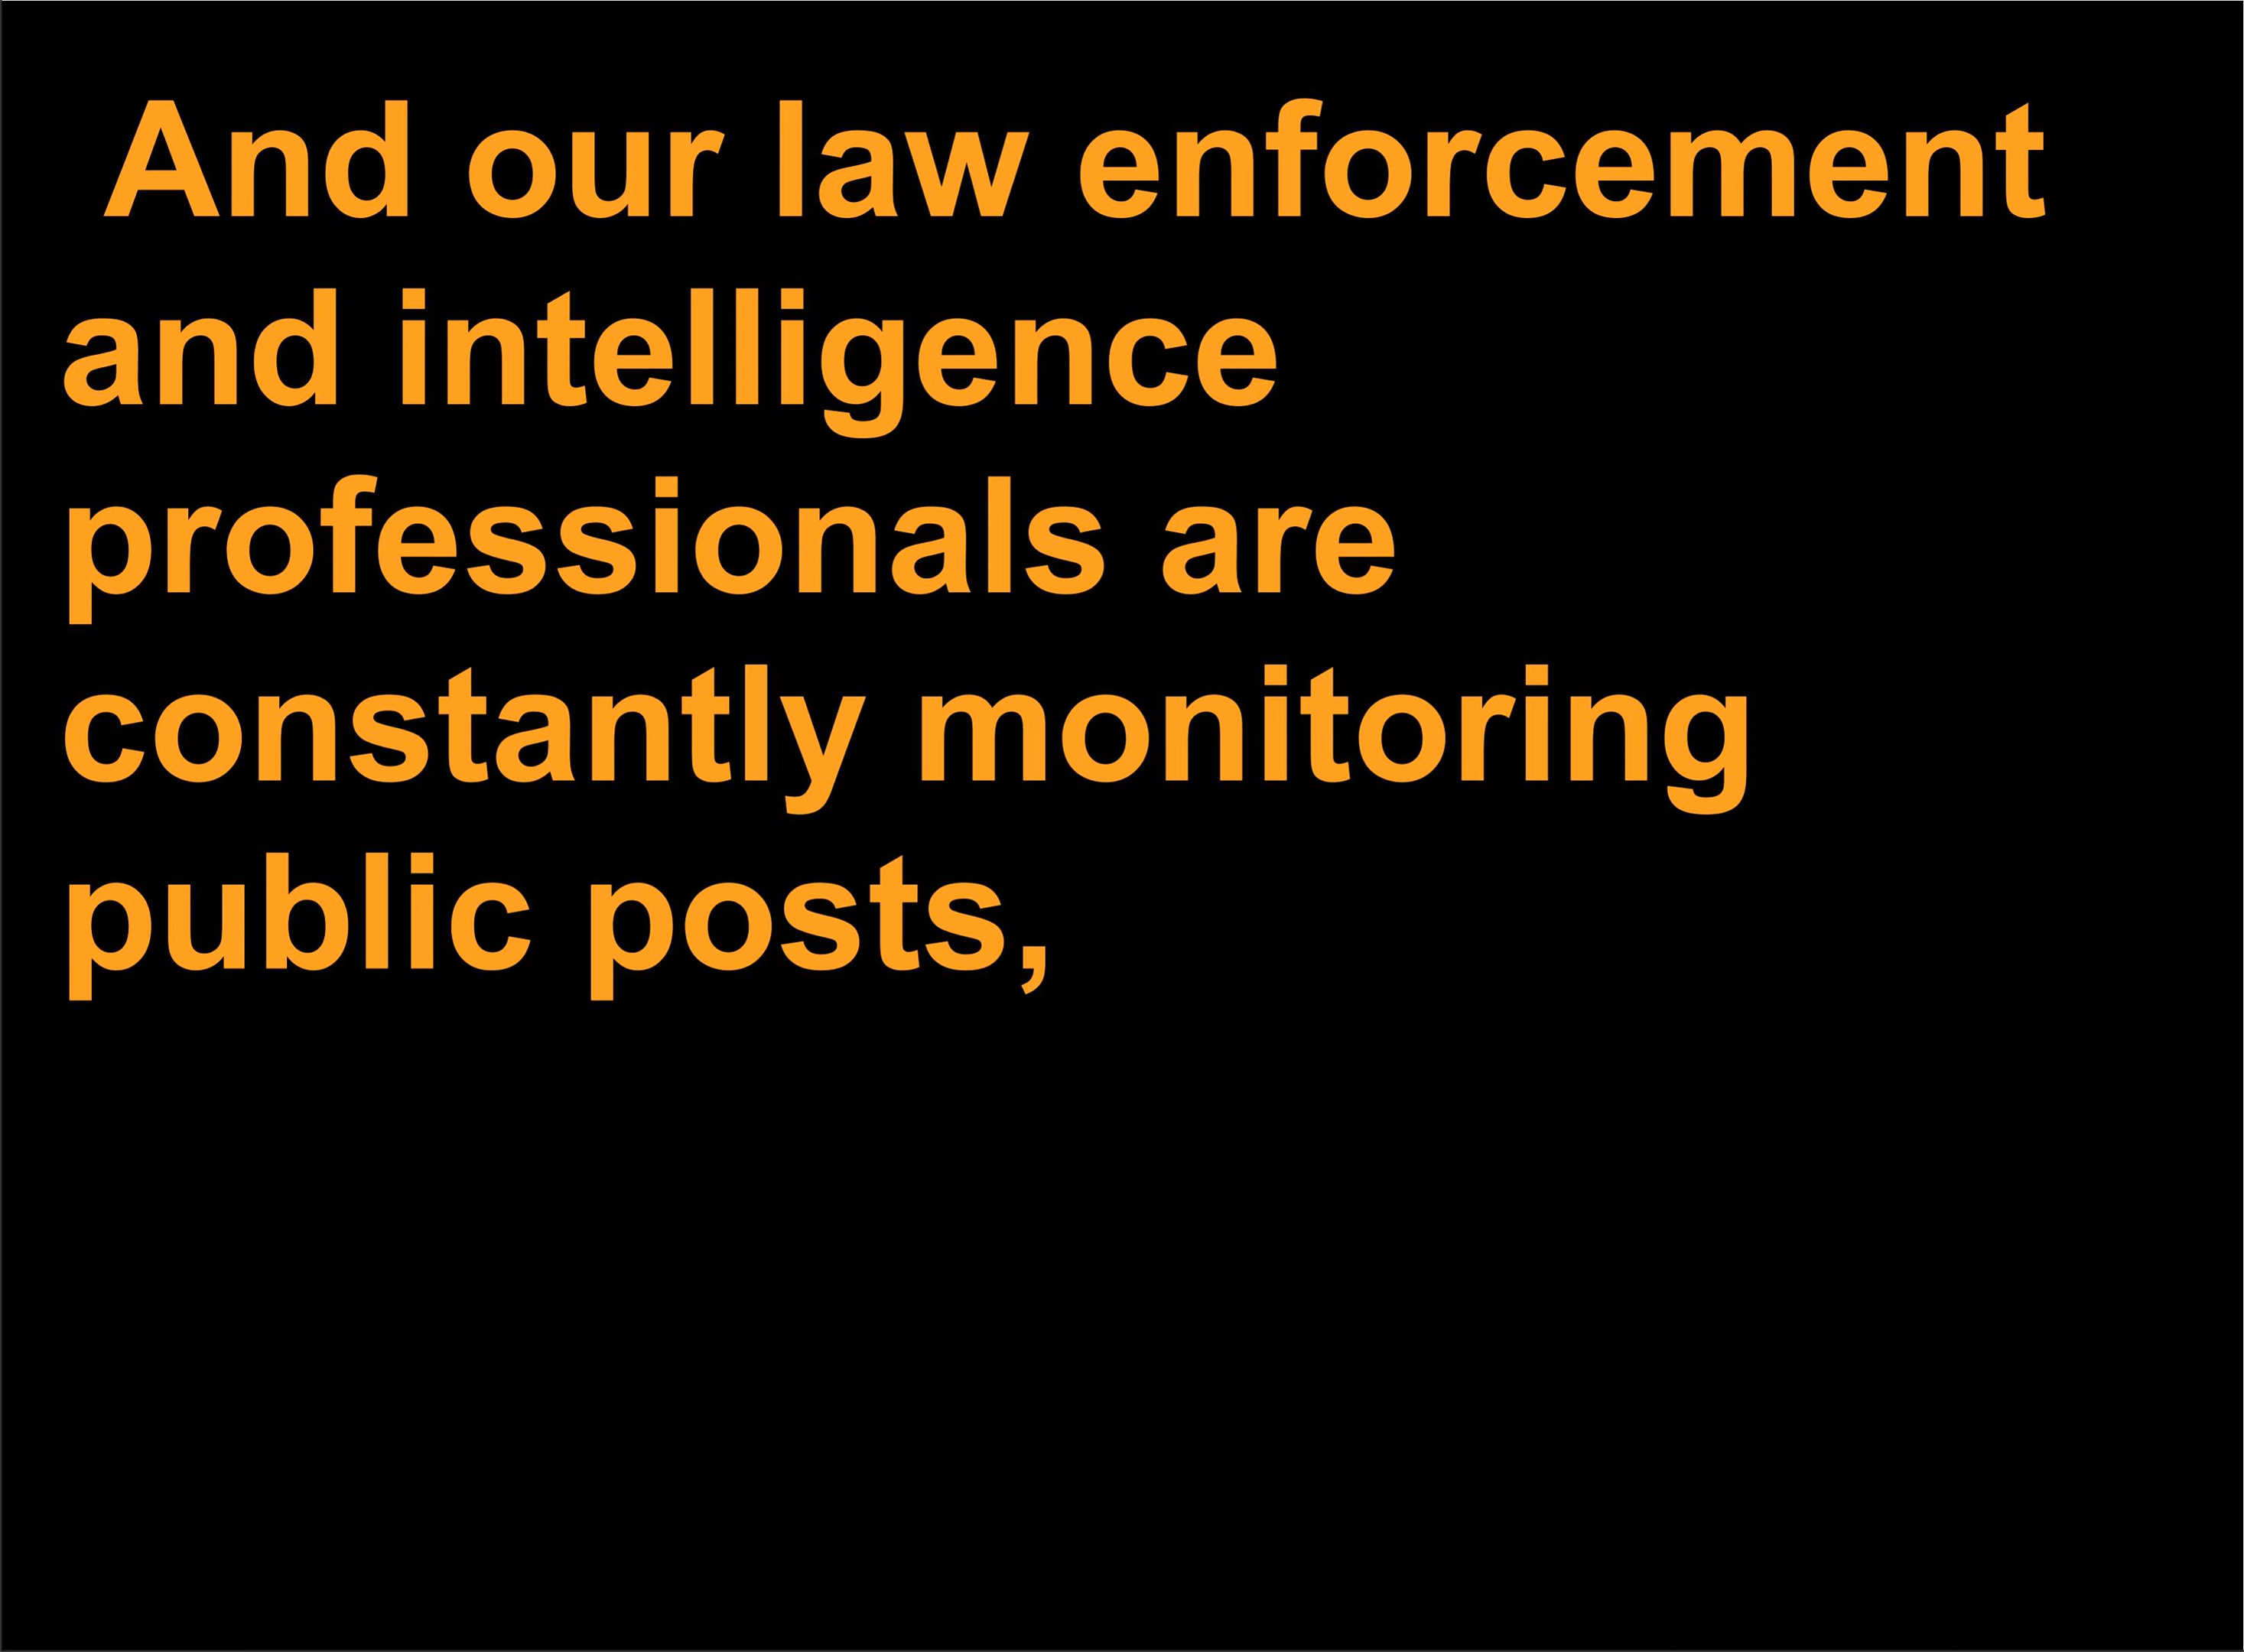 And our law enforcement
and intelligence
professionals are
constantly monitoring
public posts,